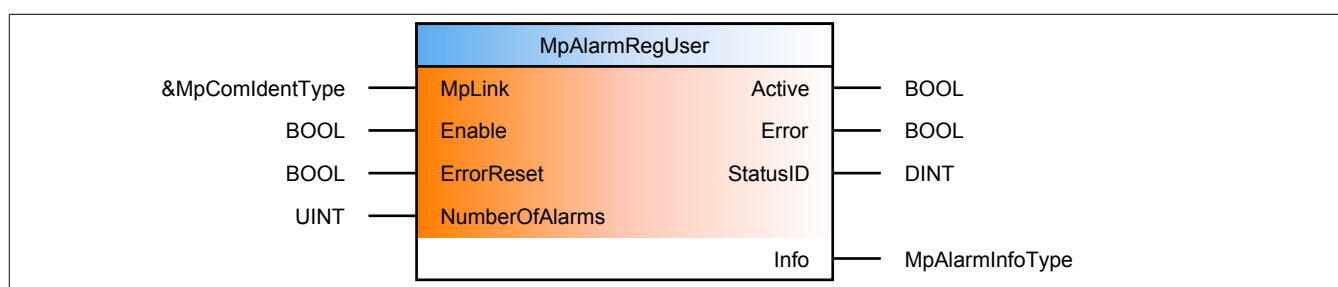 MpAlarmRegUser
&MpComIdentType MpLink Active BOOL
BOOL Enable Error BOOL
BOOL ErrorReset StatusID DINT
UINT NumberOfAlarms
Info MpAlarmInfoType